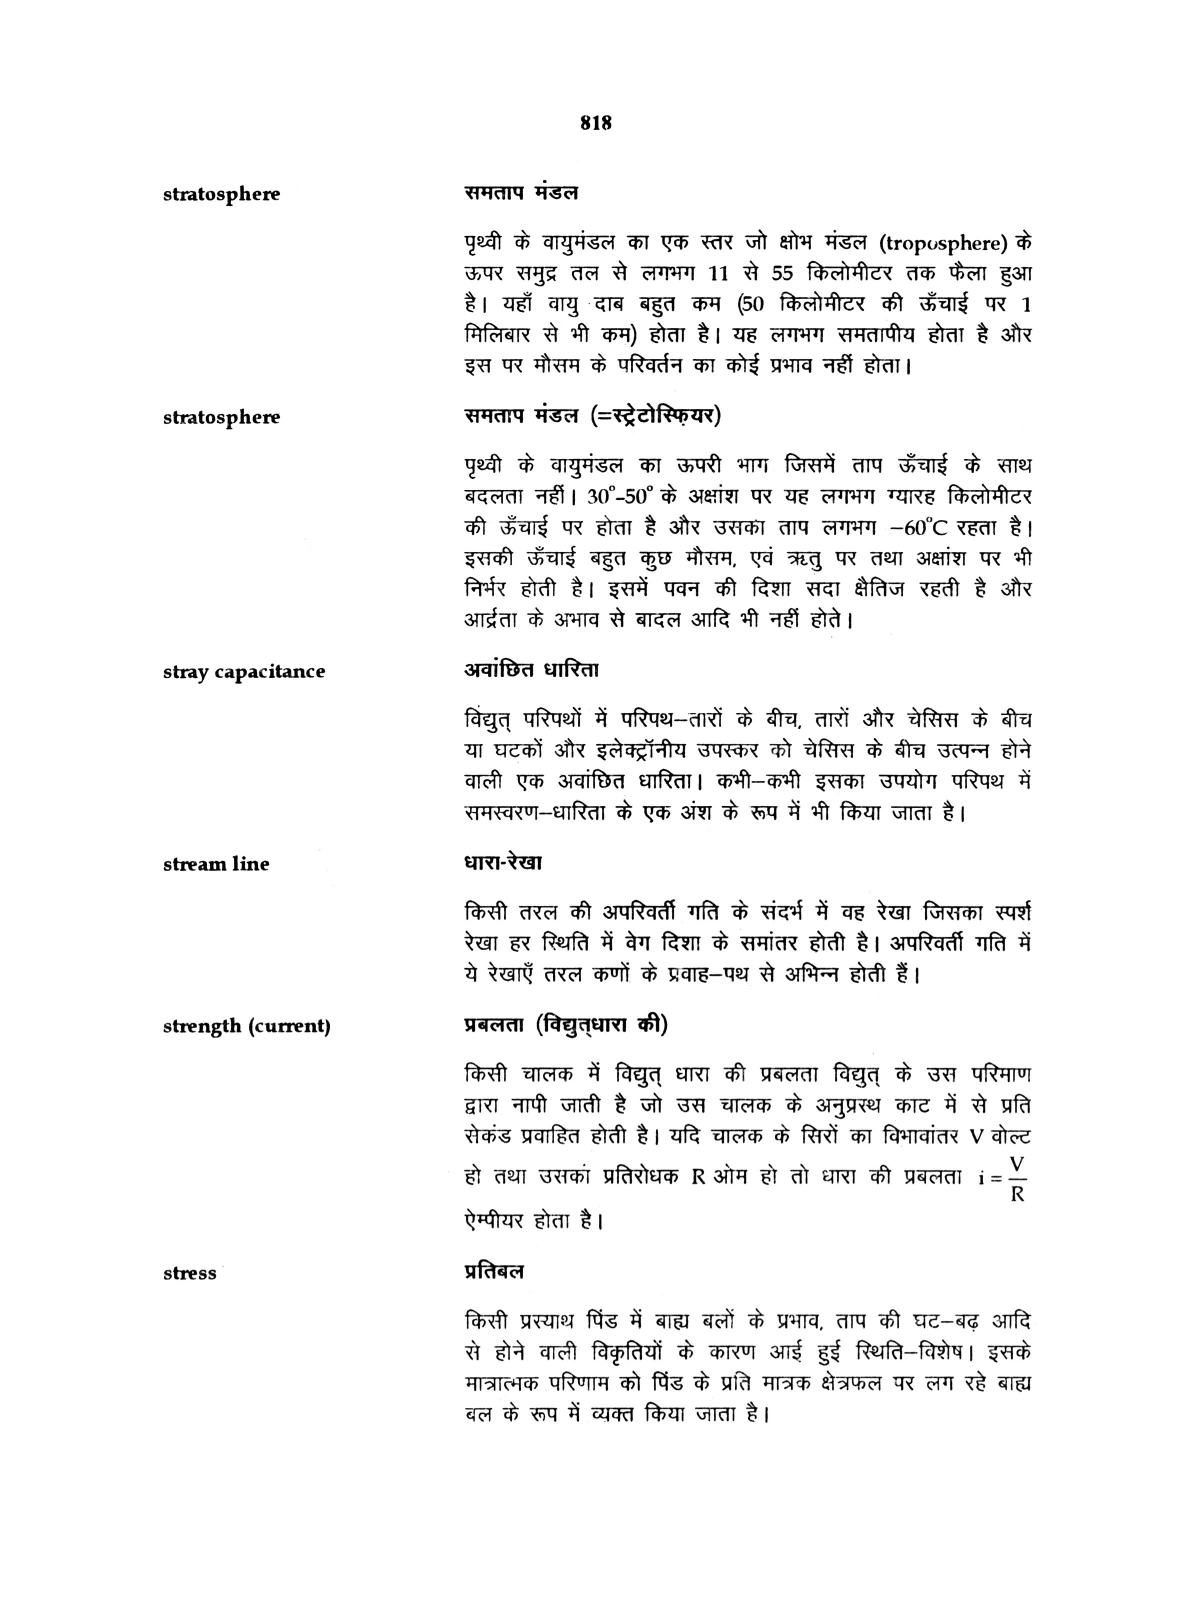 818
stratosphere समताप मंडल
पृथ्वी के वायुमंडल का एक स्तर जो क्षोभ मंडल (troposphere) के
ऊपर समुद्र तल से लगभग 11 से 55 किलोमीटर तक फैला हुआ
है। यहाँ वायु दाब बहुत कम (50 किलोमीटर की ऊँचाई पर 1
मिलिबार से भी कम) होता है। यह लगभग समतापीय होता है और
इस पर मौसम के परिवर्तन का कोई प्रभाव नहीं होता।
stratosphere समताप मंडल (=स्ट्रेटोस्फ़ियर)
पृथ्वी के वायुमंडल का ऊपरी भाग जिसमें ताप ऊँचाई के साथ
बदलता नहीं। 30°–50° के अक्षांश पर यह लगभग ग्यारह किलोमीटर
की ऊँचाई पर होता है और उसका ताप लगभग –60°C रहता है।
इसकी ऊँचाई बहुत कुछ मौसम, एवं ऋतु पर तथा अक्षांश पर भी
निर्भर होती है। इसमें पवन की दिशा सदा क्षैतिज रहती है और
आर्द्रता के अभाव से बादल आदि भी नहीं होते।
stray capacitance अवांछित धारिता
विद्युत् परिपथों में परिपथ–तारों के बीच, तारों और चेसिस के बीच
या घटकों और इलेक्ट्रॉनीय उपस्कर को चेसिस के बीच उत्पन्न होने
वाली एक अवांछित धारिता। कभी–कभी इसका उपयोग परिपथ में
समस्वरण–धारिता के एक अंश के रूप में भी किया जाता है।
stream line धारा-रेखा
किसी तरल की अपरिवर्ती गति के संदर्भ में वह रेखा जिसका स्पर्श
रेखा हर स्थिति में वेग दिशा के समांतर होती है। अपरिवर्ती गति में
ये रेखाएँ तरल कणों के प्रवाह–पथ से अभिन्न होती हैं।
strength (current) प्रबलता (विद्युत्धारा की)
किसी चालक में विद्युत् धारा की प्रबलता विद्युत् के उस परिमाण
द्वारा नापी जाती है जो उस चालक के अनुप्रस्थ काट में से प्रति
सेकंड प्रवाहित होती है। यदि चालक के सिरों का विभावांतर V वोल्ट
हो तथा उसकां प्रतिरोधक R ओम हो तो धारा की प्रबलता i = V/R
ऐम्पीयर होता है।
stress प्रतिबल
किसी प्रस्याथ पिंड में बाह्य बलों के प्रभाव, ताप की घट–बढ़ आदि
से होने वाली विकृतियों के कारण आई हुई स्थिति–विशेष। इसके
मात्रात्मक परिणाम को पिंड के प्रति मात्रक क्षेत्रफल पर लग रहे बाह्य
बल के रूप में व्यक्त किया जाता है।